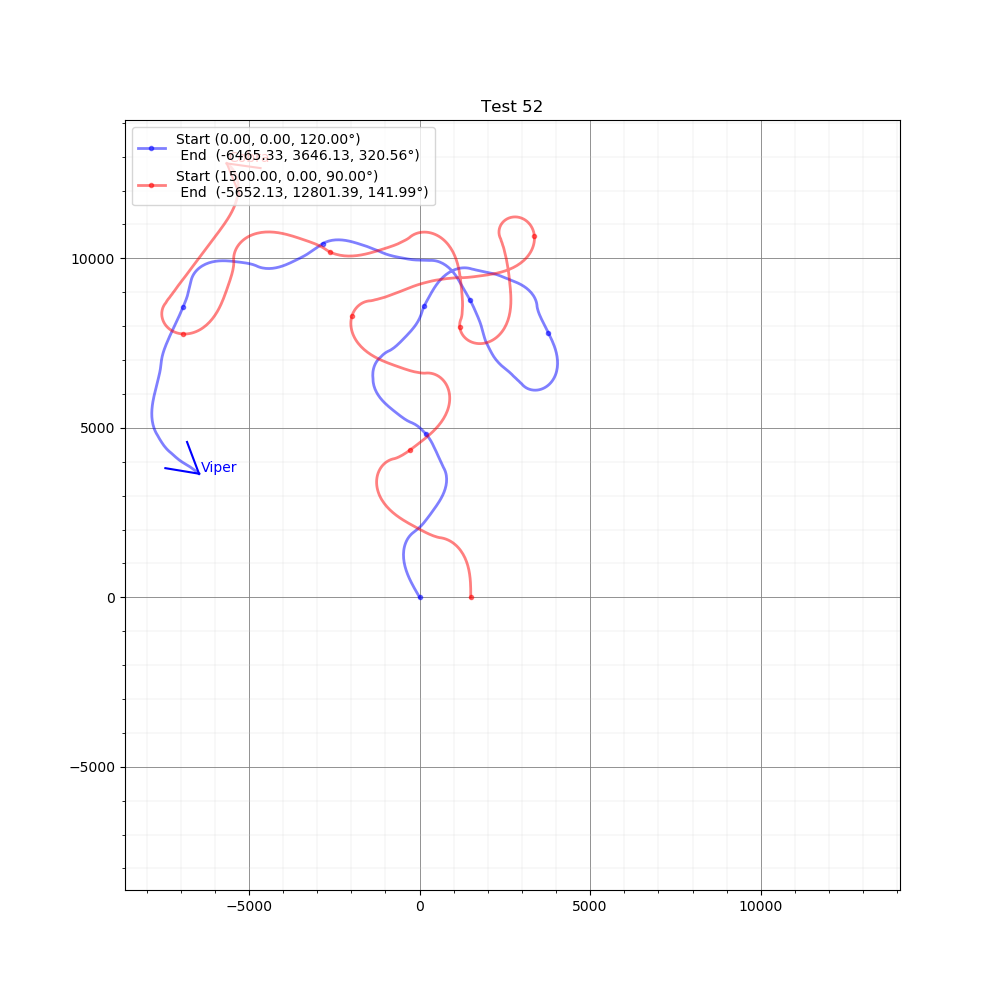 Test 52
Start (0.00, 0.00, 120.00°)
End (-6465.33, 3646.13, 320.56°)
Start (1500.00, 0.00, 90.00°)
End (-5652.13, 12801.39, 141.99°)
10000
5000
0
−5000
Viper
−5000
0
5000
10000